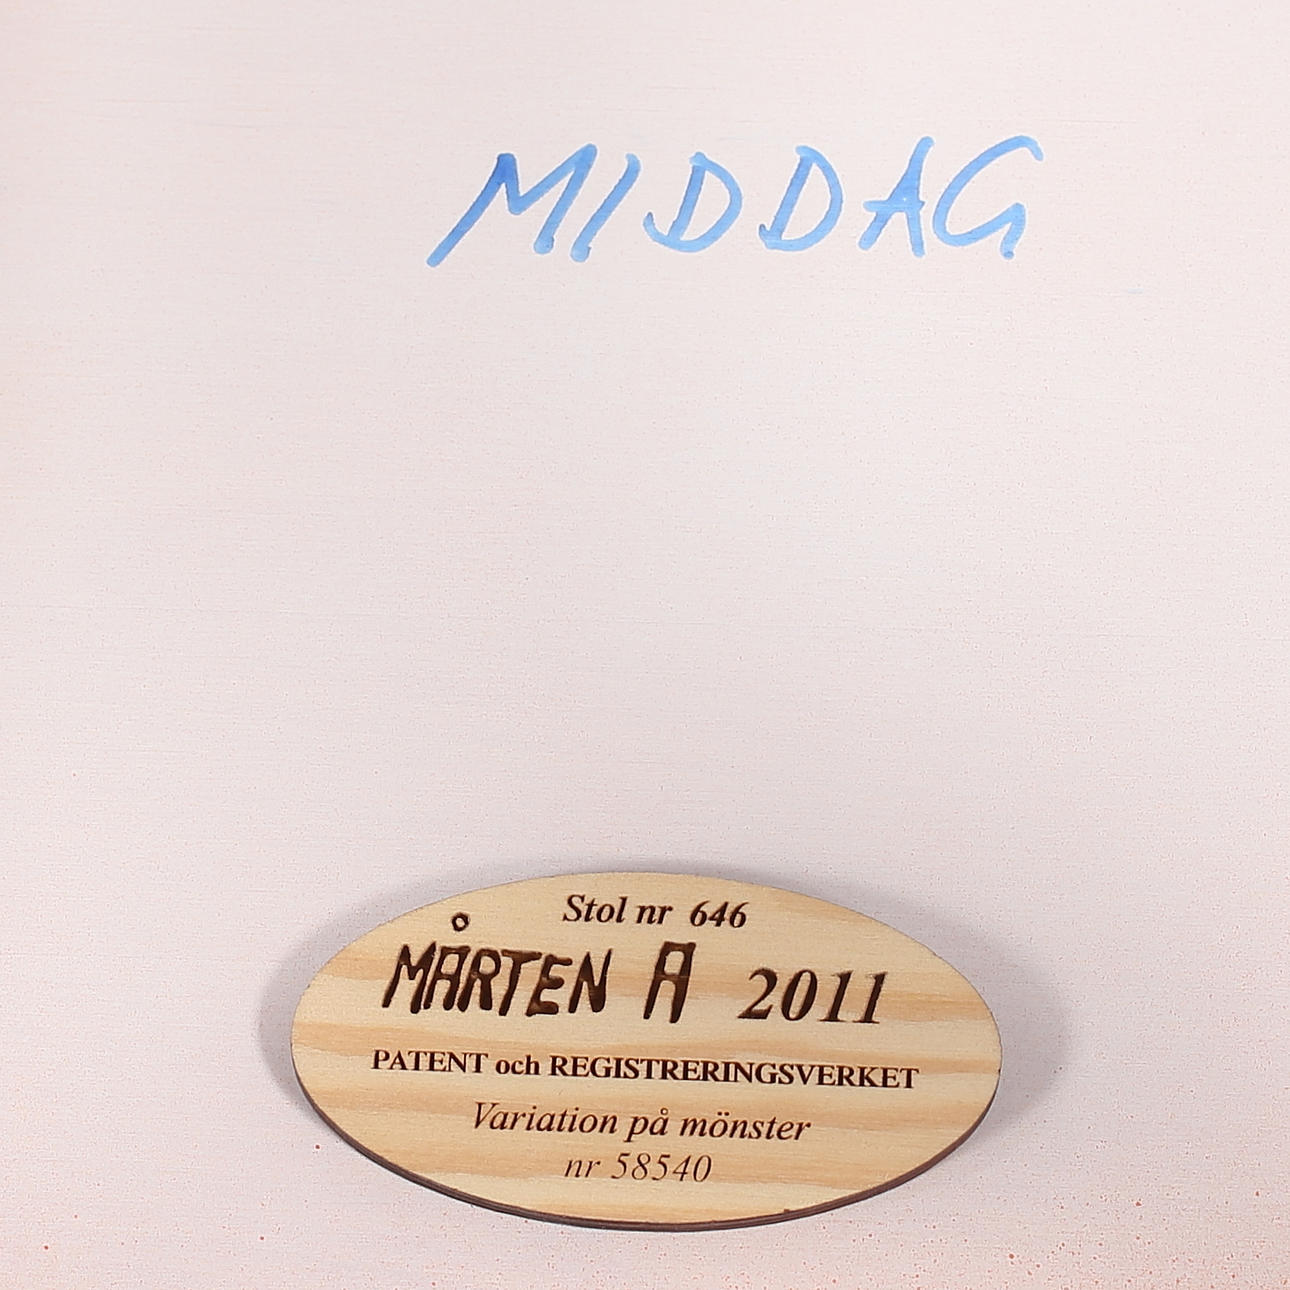 MIDDAG
Stol nr 646
MÅRTEN A 2011
PATENT och REGISTRERINGSVERKET
Variation på mönster
nr 58540